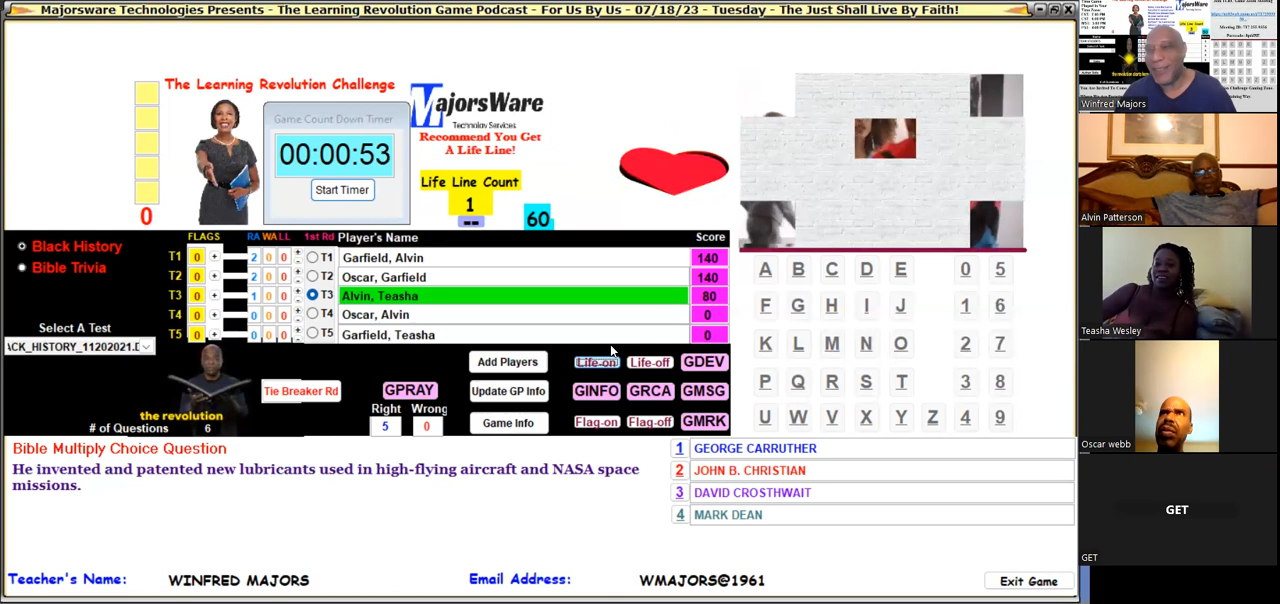 Majorsware Technologies Presents - The Learning Revolution Game Podcast - For Us By Us - 07/18/23 - Tuesday - The Just Shall Live By Faith!
The Learning Revolution Challenge
Game Count Down Timer
00:00:53
Start Timer
MajorsWare
Technology Services
Recommend You Get
A Life Line!
Life Line Count
1
--
60
0
FLAGS RA WA LL 1st Rd Player's Name Score
Black History
Bible Trivia
T1 0 + 2 0 0 + - T1 Garfield, Alvin 140
T2 0 + 2 0 0 + - T2 Oscar, Garfield 140
T3 0 + 1 0 0 + - T3 Alvin, Teasha 80
T4 0 + 0 0 0 + - T4 Oscar, Alvin 0
T5 0 + 0 0 0 + - T5 Garfield, Teasha 0
Select A Test
ACK_HISTORY_11202021.D
the revolution
# of Questions 6
Tie Breaker Rd
GPRAY
Right Wrong
5 0
Add Players Life-on Life-off GDEV
Update GP Info GINFO GRCA GMSG
Game Info Flag-on Flag-off GMRK
A B C D E 0 5
F G H I J 1 6
K L M N O 2 7
P Q R S T 3 8
U W V X Y Z 4 9
Bible Multiply Choice Question
He invented and patented new lubricants used in high-flying aircraft and NASA space
missions.
1 GEORGE CARRUTHER
2 JOHN B. CHRISTIAN
3 DAVID CROSTHWAIT
4 MARK DEAN
Teacher's Name: WINFRED MAJORS Email Address: WMAJORS@1961 Exit Game
Winfred Majors
Alvin Patterson
Teasha Wesley
Oscar webb
GET
GET